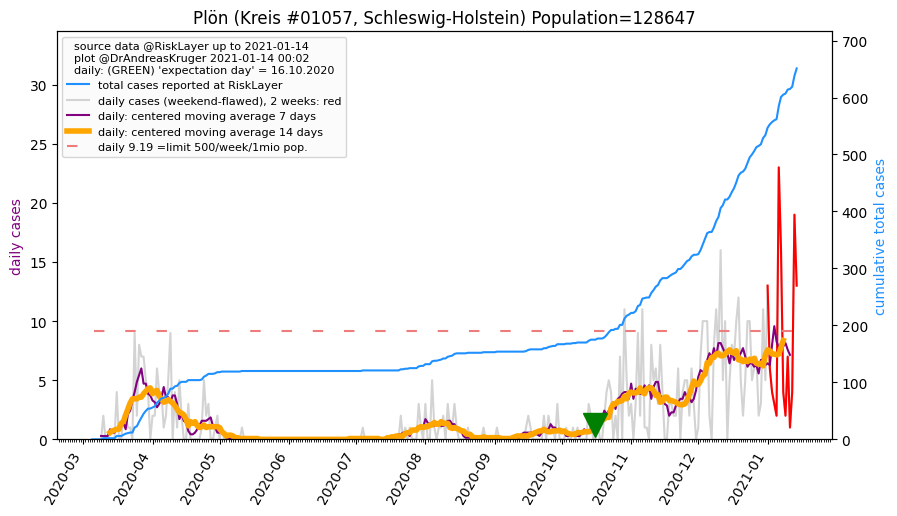 Plön (Kreis #01057, Schleswig-Holstein) Population=128647
source data @RiskLayer up to 2021-01-14
plot @DrAndreasKruger 2021-01-14 00:02
daily: (GREEN) 'expectation day' = 16.10.2020
total cases reported at RiskLayer
daily cases (weekend-flawed), 2 weeks: red
daily: centered moving average 7 days
daily: centered moving average 14 days
daily 9.19 =limit 500/week/1mio pop.
daily cases
30
25
20
15
10
5
0
700
600
500
400
300
200
100
0
cumulative total cases
2020-03
2020-04
2020-05
2020-06
2020-07
2020-08
2020-09
2020-10
2020-11
2020-12
2021-01